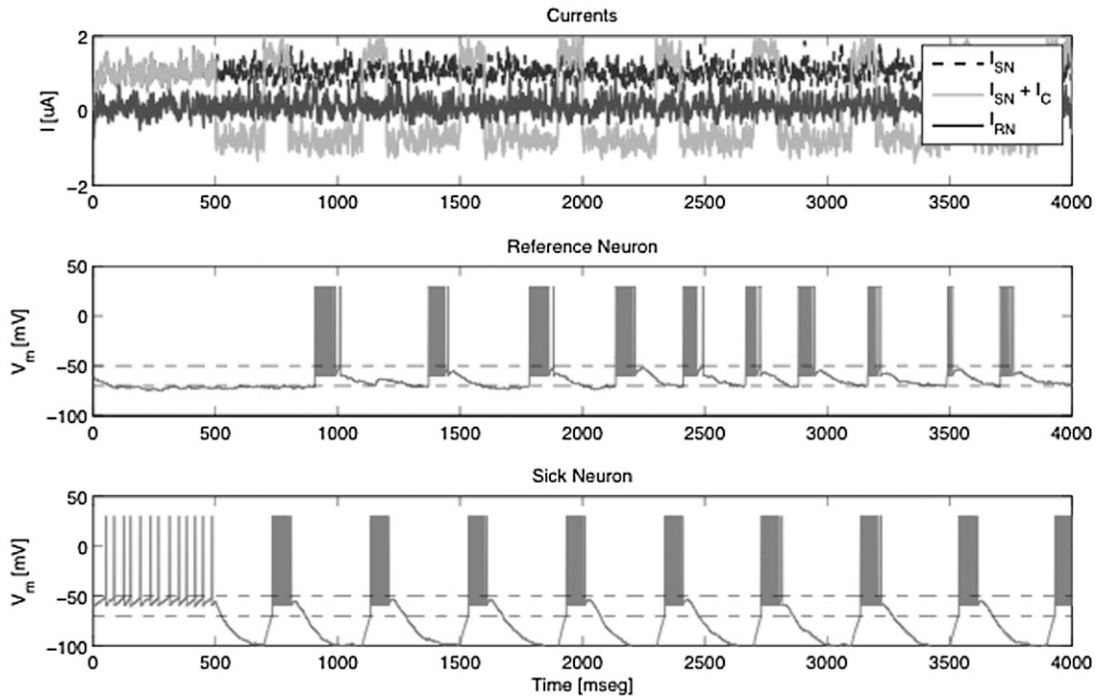 Currents
I [uA]
2
0
−2
I_SN
I_SN + I_C
I_RN
0 500 1000 1500 2000 2500 3000 3500 4000
Reference Neuron
V_m [mV]
50
0
−50
−100
0 500 1000 1500 2000 2500 3000 3500 4000
Sick Neuron
V_m [mV]
50
0
−50
−100
0 500 1000 1500 2000 2500 3000 3500 4000
Time [mseg]